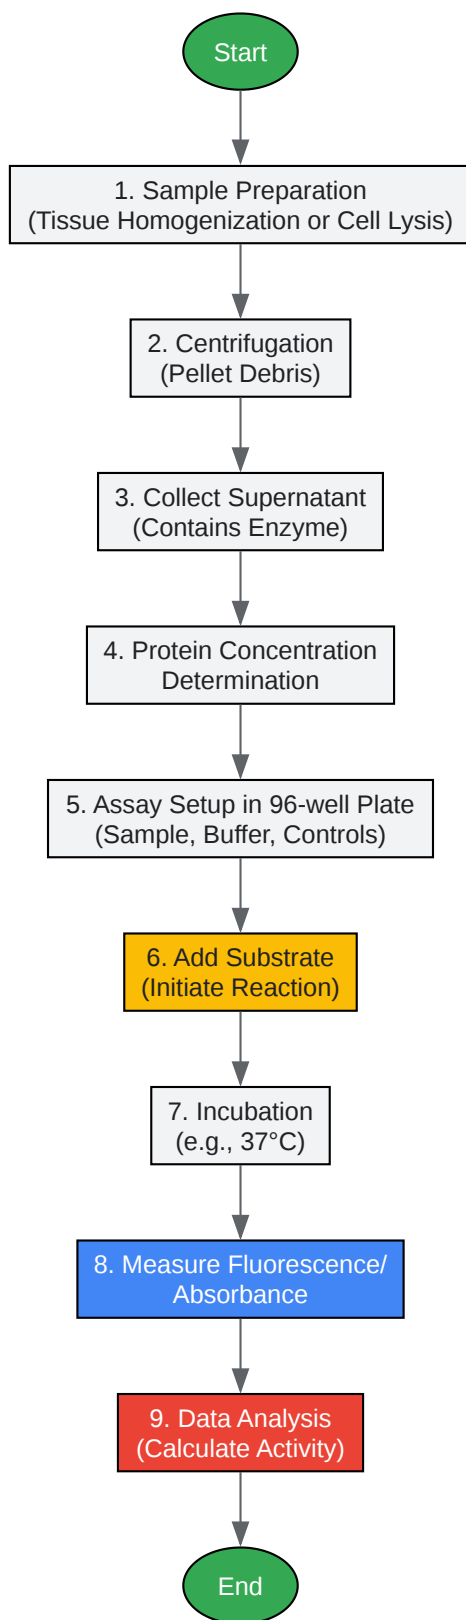 Start
1. Sample Preparation
(Tissue Homogenization or Cell Lysis)
2. Centrifugation
(Pellet Debris)
3. Collect Supernatant
(Contains Enzyme)
4. Protein Concentration
Determination
5. Assay Setup in 96-well Plate
(Sample, Buffer, Controls)
6. Add Substrate
(Initiate Reaction)
7. Incubation
(e.g., 37°C)
8. Measure Fluorescence/
Absorbance
9. Data Analysis
(Calculate Activity)
End